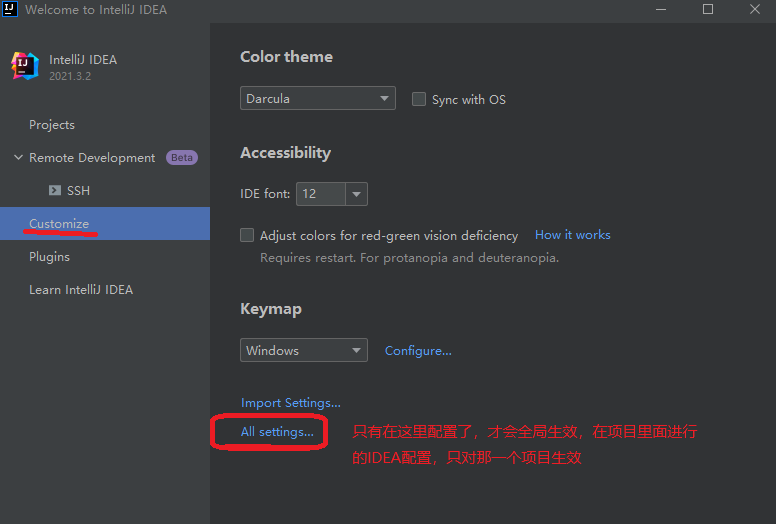 Welcome to IntelliJ IDEA
IntelliJ IDEA
2021.3.2
Projects
Remote Development Beta
SSH
Customize
Plugins
Learn IntelliJ IDEA
Color theme
Darcula
Sync with OS
Accessibility
IDE font: 12
Adjust colors for red-green vision deficiency How it works
Requires restart. For protanopia and deuteranopia.
Keymap
Windows
Configure...
Import Settings...
All settings...
只有在这里配置了，才会全局生效，在项目里面进行
的IDEA配置，只对那一个项目生效